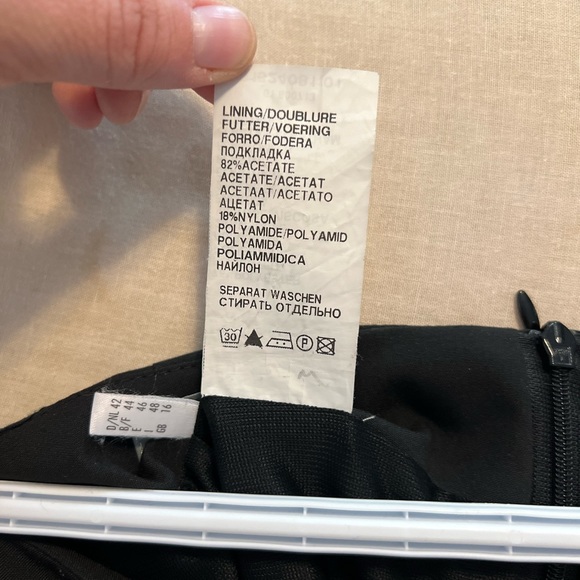 LINING/DOUBLURE
FUTTER/VOERING
FORRO/FODERA
ПОДКЛАДКА
82%ACETATE
ACETATE/ACETAT
ACETAAT/ACETATO
АЦЕТАТ
18%NYLON
POLYAMIDE/POLYAMID
POLYAMIDA
POLIAMMIDICA
НАЙЛОН
SEPARAT WASCHEN
СТИРАТЬ ОТДЕЛЬНО
30 P
D/NL 42
B/F 44
E 46
I 48
GB 16